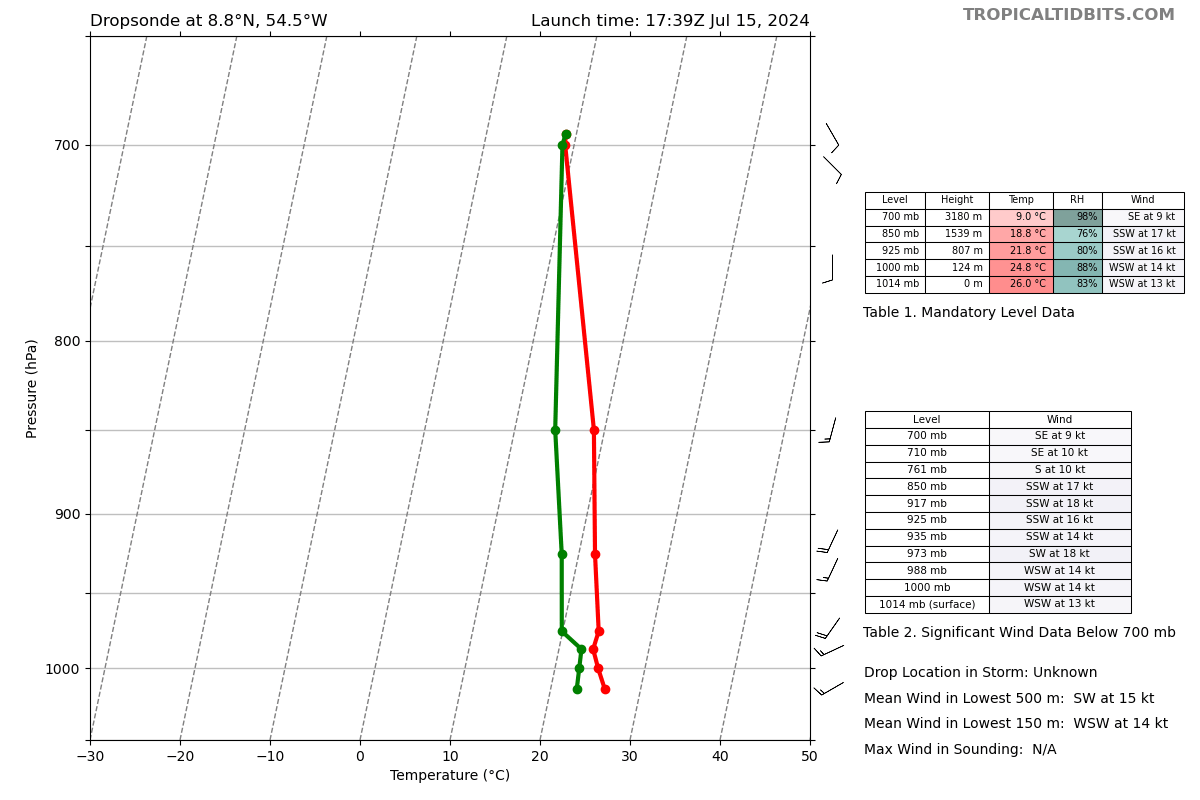 Dropsonde at 8.8°N, 54.5°W
Launch time: 17:39Z Jul 15, 2024
TROPICALTIDBITS.COM
Pressure (hPa)
700
800
900
1000
−30 −20 −10 0 10 20 30 40 50
Temperature (°C)
Level Height Temp RH Wind
700 mb 3180 m 9.0 °C 98% SE at 9 kt
850 mb 1539 m 18.8 °C 76% SSW at 17 kt
925 mb 807 m 21.8 °C 80% SSW at 16 kt
1000 mb 124 m 24.8 °C 88% WSW at 14 kt
1014 mb 0 m 26.0 °C 83% WSW at 13 kt
Table 1. Mandatory Level Data
Level Wind
700 mb SE at 9 kt
710 mb SE at 10 kt
761 mb S at 10 kt
850 mb SSW at 17 kt
917 mb SSW at 18 kt
925 mb SSW at 16 kt
935 mb SSW at 14 kt
973 mb SW at 18 kt
988 mb WSW at 14 kt
1000 mb WSW at 14 kt
1014 mb (surface) WSW at 13 kt
Table 2. Significant Wind Data Below 700 mb
Drop Location in Storm: Unknown
Mean Wind in Lowest 500 m: SW at 15 kt
Mean Wind in Lowest 150 m: WSW at 14 kt
Max Wind in Sounding: N/A